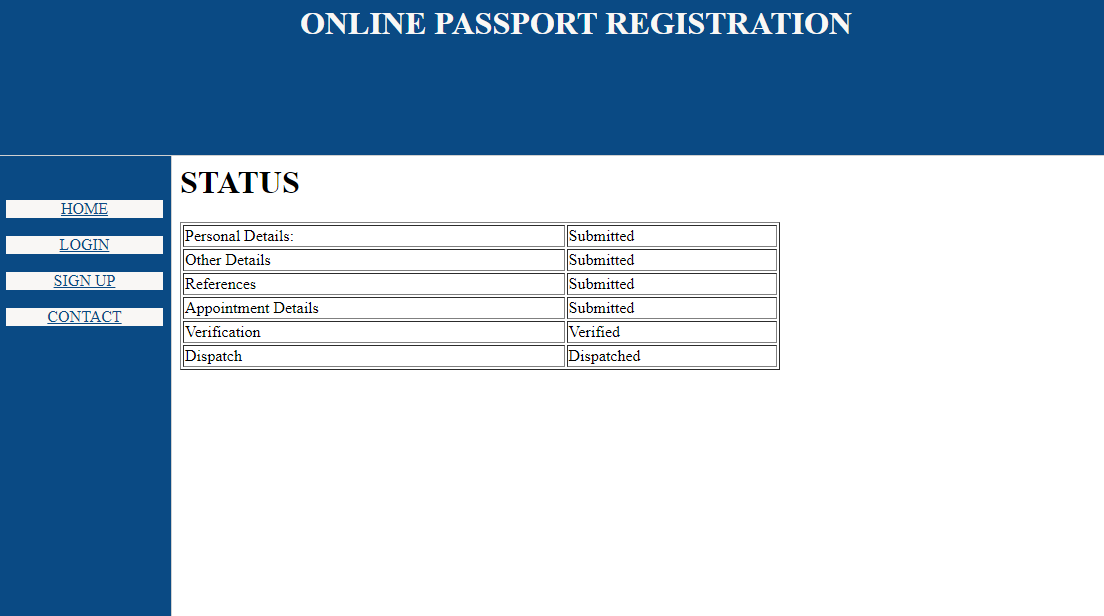 ONLINE PASSPORT REGISTRATION
HOME
LOGIN
SIGN UP
CONTACT
STATUS
Personal Details: Submitted
Other Details Submitted
References Submitted
Appointment Details Submitted
Verification Verified
Dispatch Dispatched